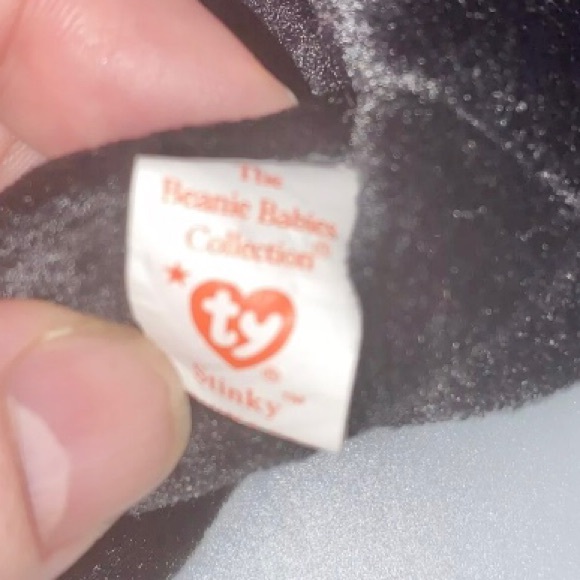 The
Beanie Babies
Collection®
ty®
Stinky™